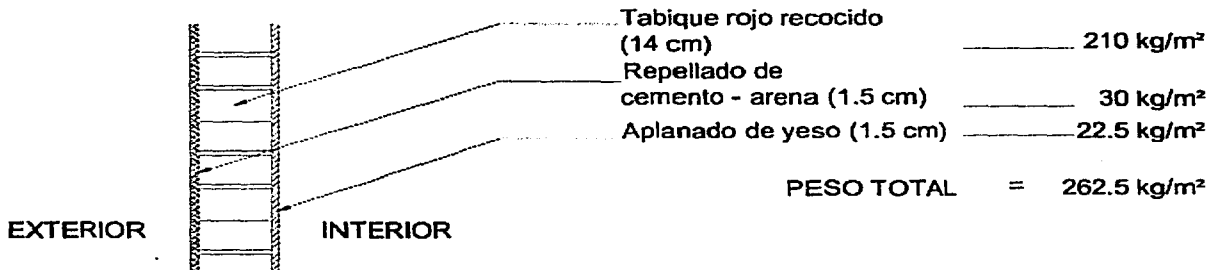 Tabique rojo recocido
(14 cm) 210 kg/m²
Repellado de
cemento - arena (1.5 cm) 30 kg/m²
Aplanado de yeso (1.5 cm) 22.5 kg/m²
PESO TOTAL = 262.5 kg/m²
EXTERIOR INTERIOR